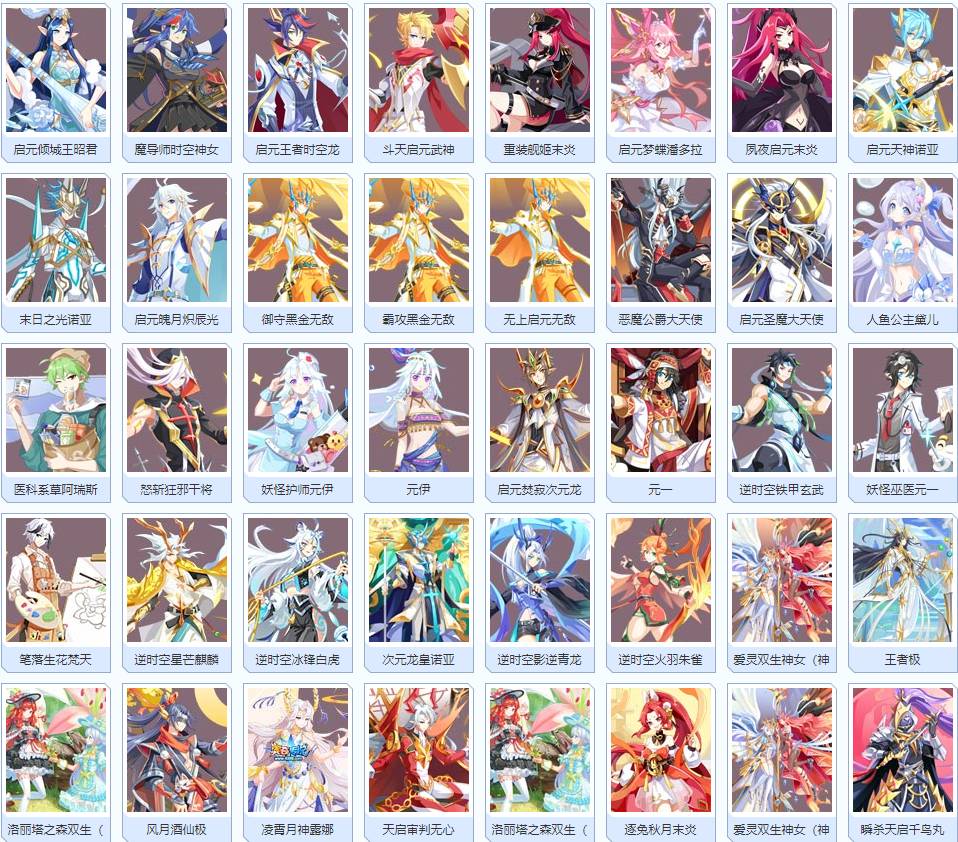 启元倾城王昭君
魔导师时空神女
启元王者时空龙
斗天启元武神
重装舰姬末炎
启元梦蝶潘多拉
夙夜启元末炎
启元天神诺亚
末日之光诺亚
启元魄月炽辰光
御守黑金无敌
霸攻黑金无敌
无上启元无敌
恶魔公爵大天使
启元圣魔大天使
人鱼公主黛儿
医科系草阿瑞斯
怒斩狂邪干将
妖怪护师元伊
元伊
启元焚寂次元龙
元一
逆时空铁甲玄武
妖怪巫医元一
笔落生花梵天
逆时空星芒麒麟
逆时空冰锋白虎
次元龙皇诺亚
逆时空影逆青龙
逆时空火羽朱雀
爱灵双生神女（神
王者极
洛丽塔之森双生（
风月酒仙极
凌霄月神露娜
天启审判无心
洛丽塔之森双生（
逐兔秋月末炎
爱灵双生神女（神
瞬杀天启千鸟丸